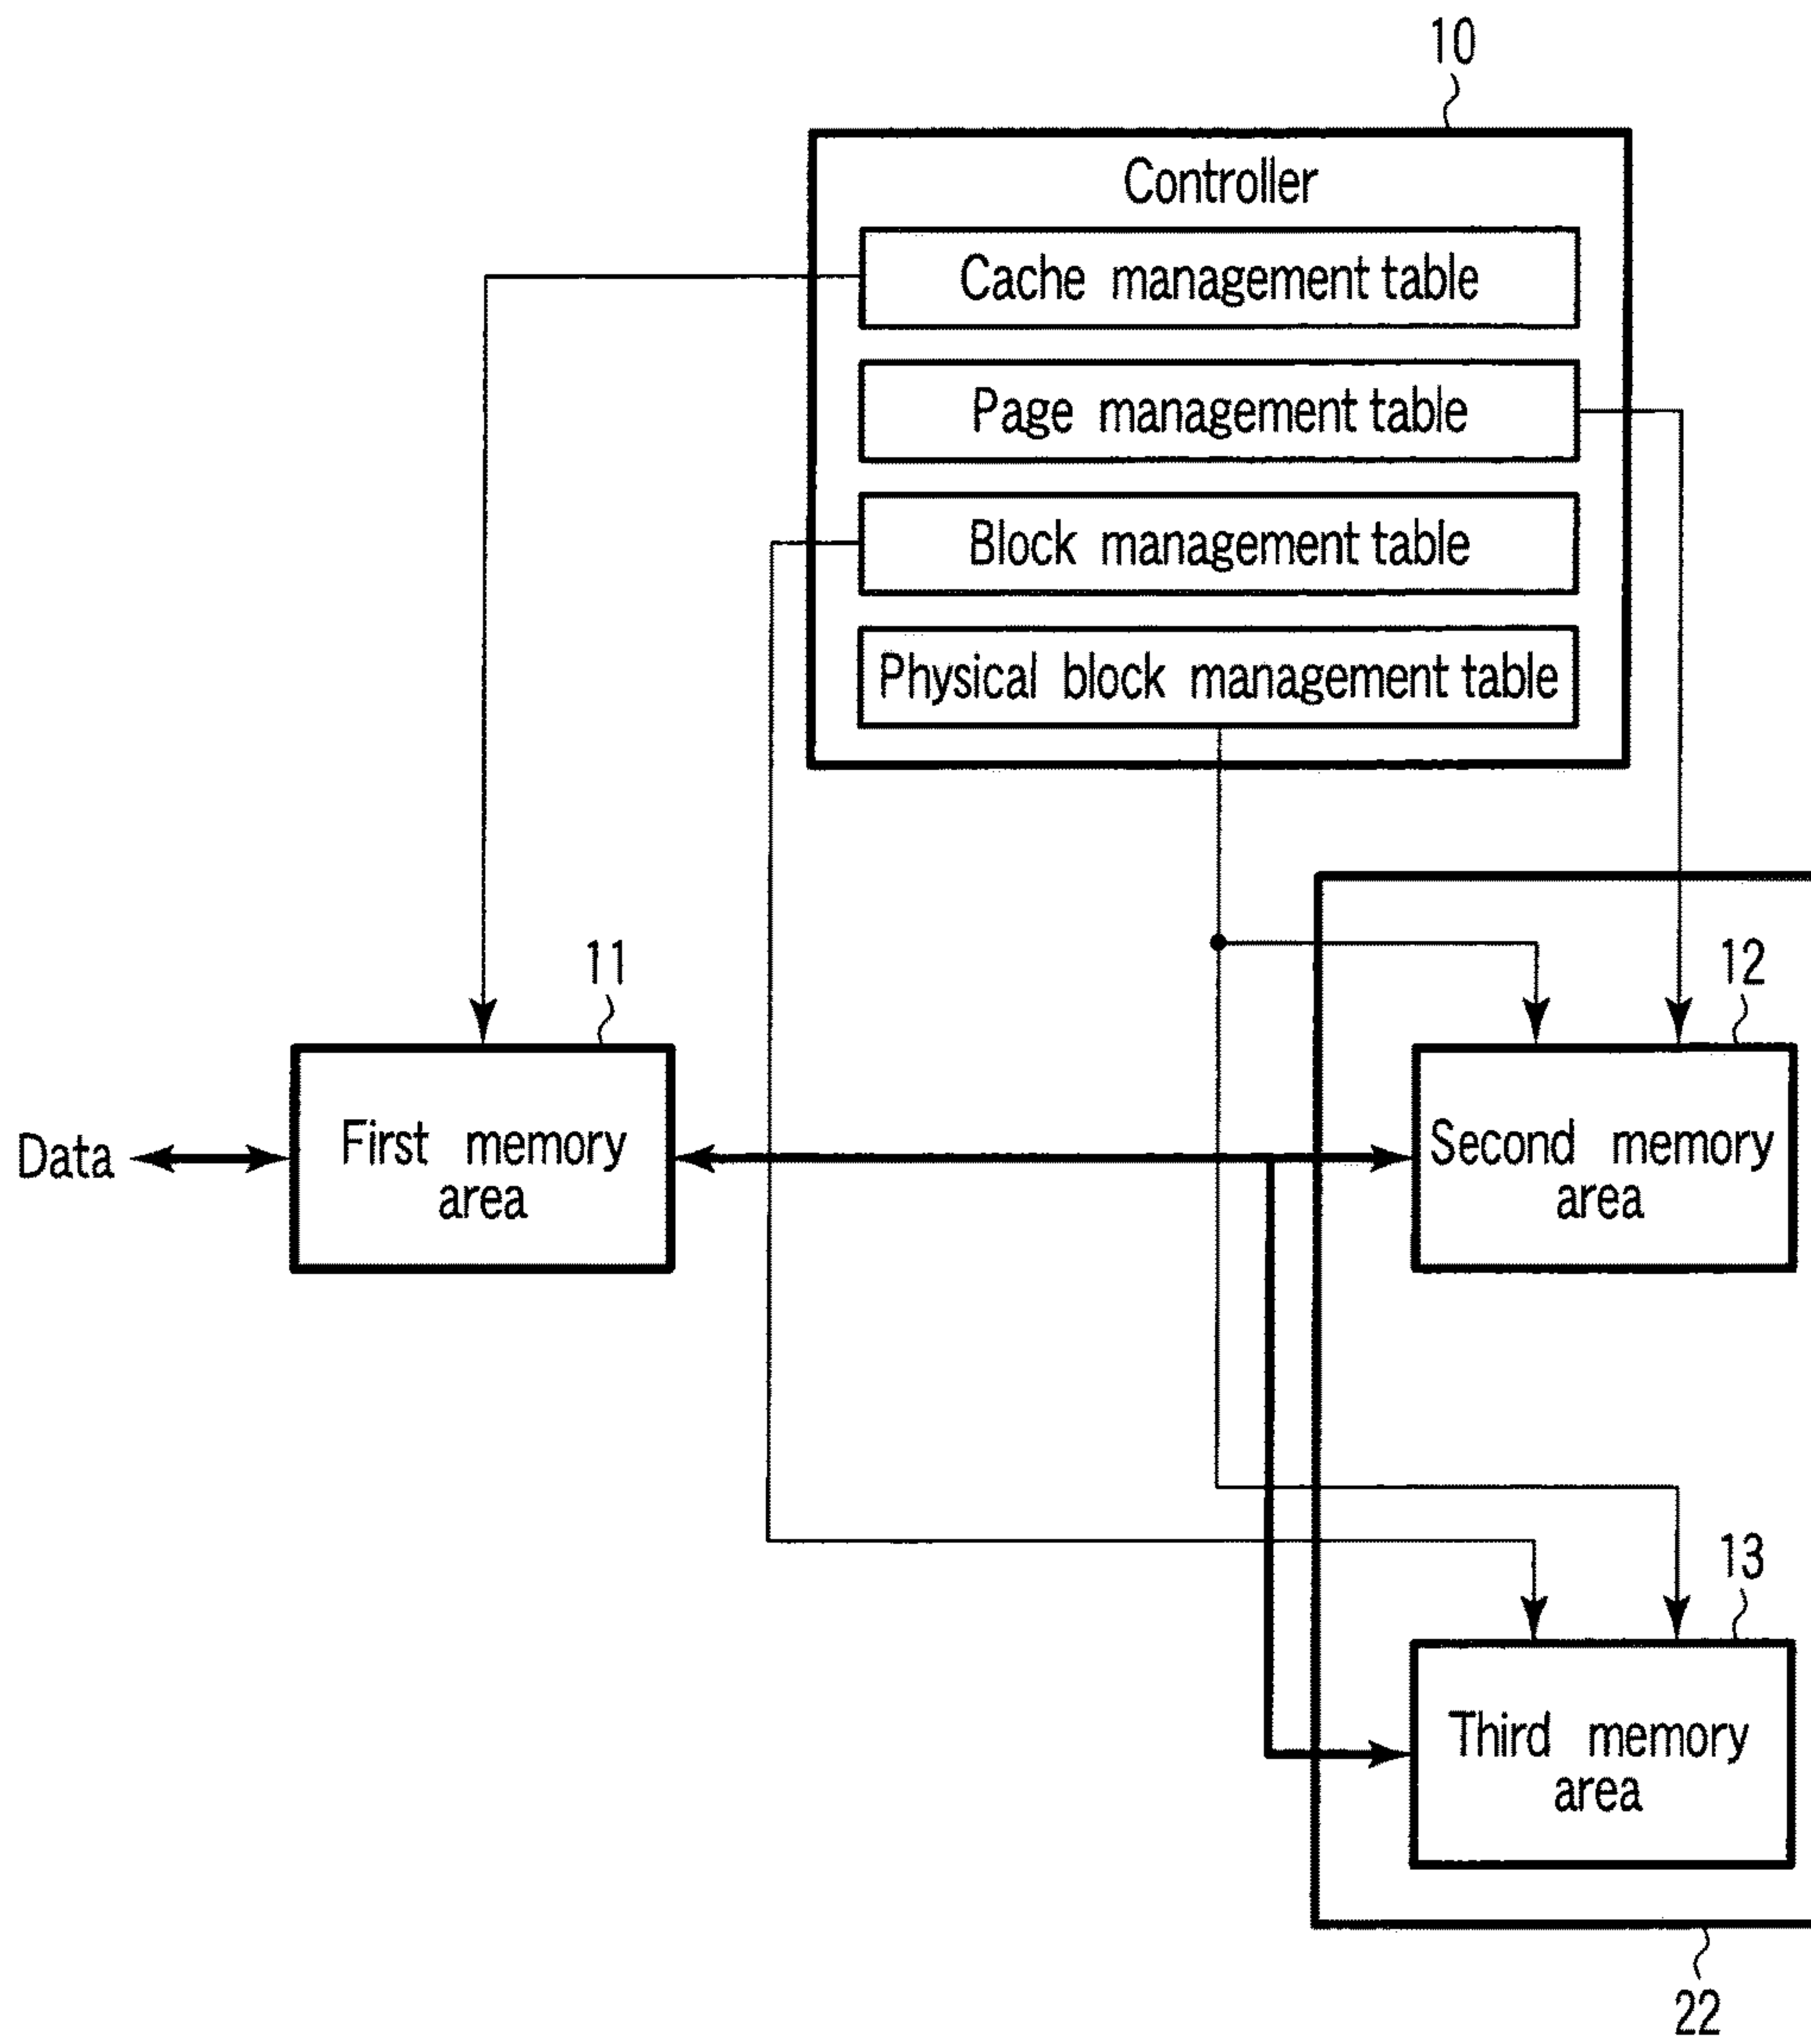 10
Controller
Cache management table
Page management table
Block management table
Physical block management table
11
12
Data
First memory
area
Second memory
area
13
Third memory
area
22